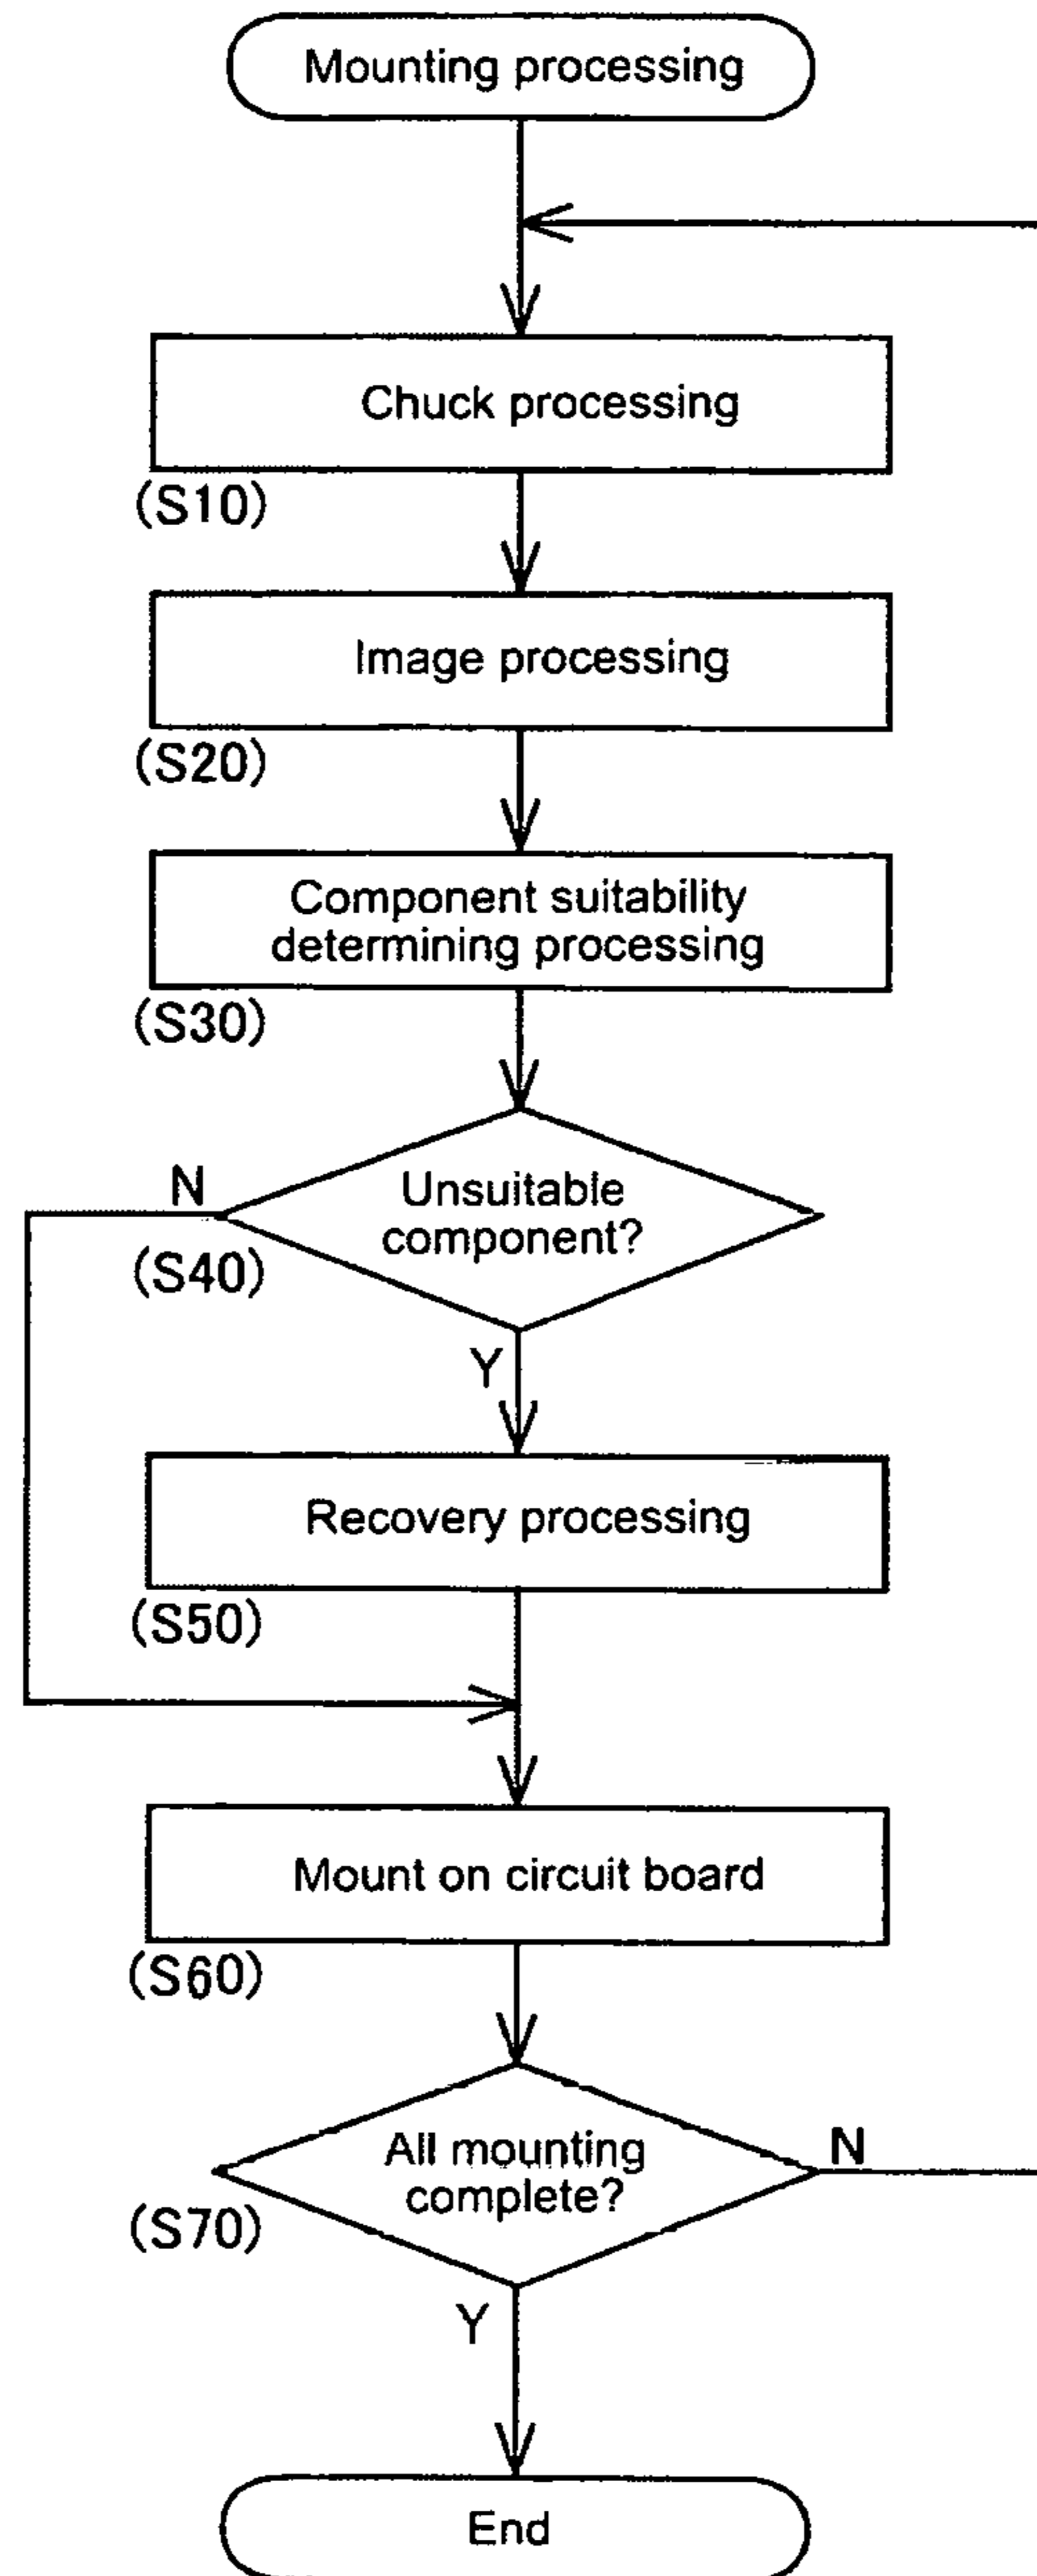 Mounting processing
Chuck processing
(S10)
Image processing
(S20)
Component suitability
determining processing
(S30)
N
Unsuitable
component?
(S40)
Y
Recovery processing
(S50)
Mount on circuit board
(S60)
All mounting
complete?
N
(S70)
Y
End